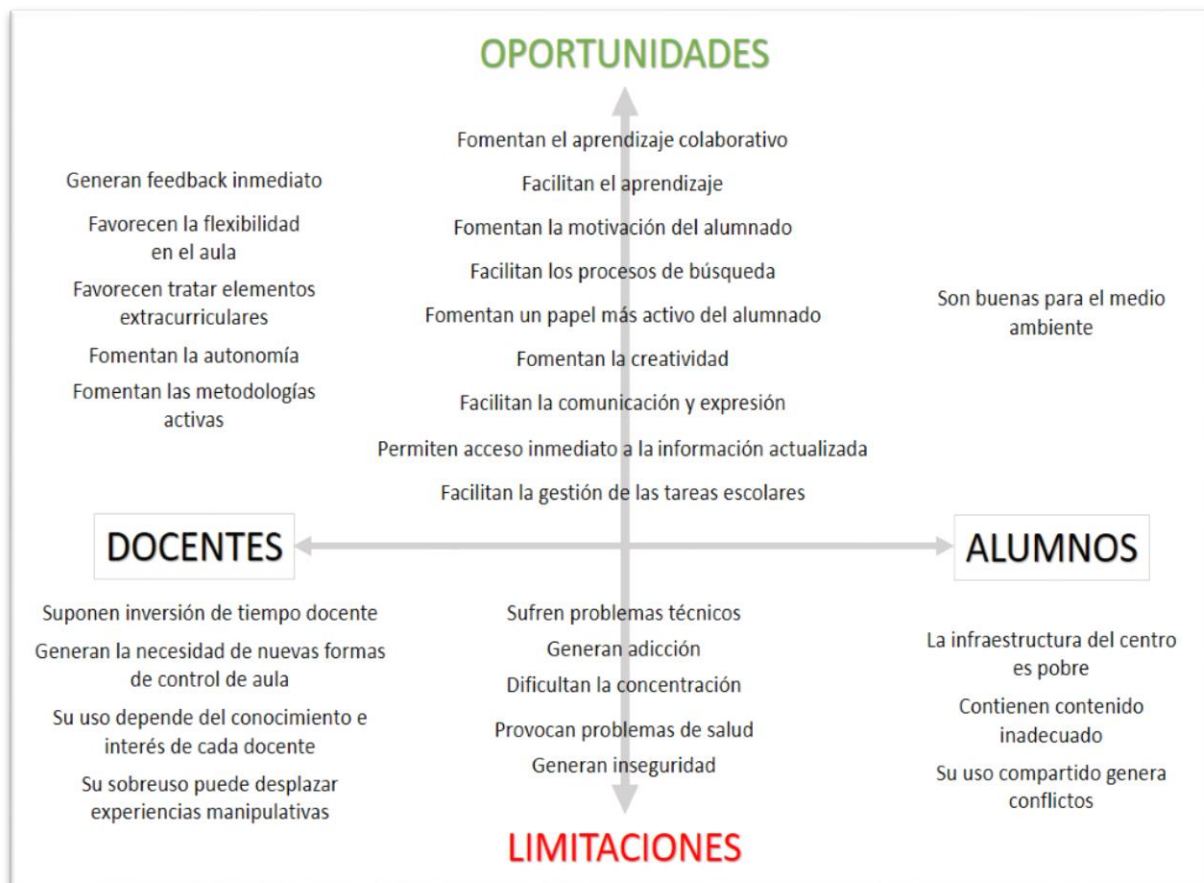 OPORTUNIDADES
Generan feedback inmediato
Favorecen la flexibilidad
en el aula
Favorecen tratar elementos
extracurriculares
Fomentan la autonomía
Fomentan las metodologías
activas
Fomentan el aprendizaje colaborativo
Facilitan el aprendizaje
Fomentan la motivación del alumnado
Facilitan los procesos de búsqueda
Fomentan un papel más activo del alumnado
Fomentan la creatividad
Facilitan la comunicación y expresión
Permiten acceso inmediato a la información actualizada
Facilitan la gestión de las tareas escolares
Son buenas para el medio
ambiente
DOCENTES
ALUMNOS
Suponen inversión de tiempo docente
Generan la necesidad de nuevas formas
de control de aula
Su uso depende del conocimiento e
interés de cada docente
Su sobreuso puede desplazar
experiencias manipulativas
Sufren problemas técnicos
Generan adicción
Dificultan la concentración
Provocan problemas de salud
Generan inseguridad
La infraestructura del centro
es pobre
Contienen contenido
inadecuado
Su uso compartido genera
conflictos
LIMITACIONES